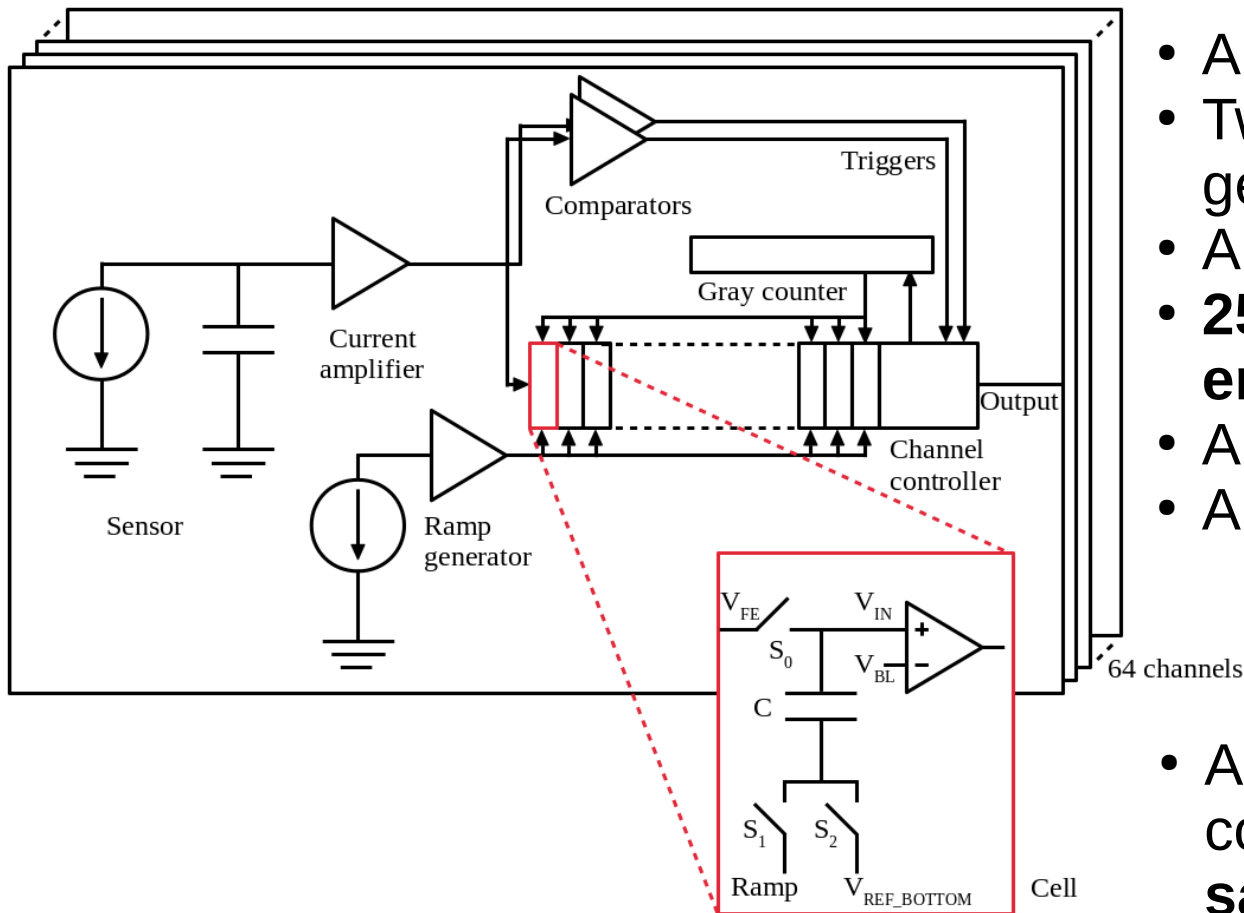 Triggers
Comparators
Gray counter
Current
amplifier
Output
Channel
controller
Sensor
Ramp
generator
V_FE
S_0
V_IN
V_BL
+
−
C
S_1
S_2
Ramp
V_REF_BOTTOM
Cell
64 channels
• A
•
• A
•
• A
• A
• A